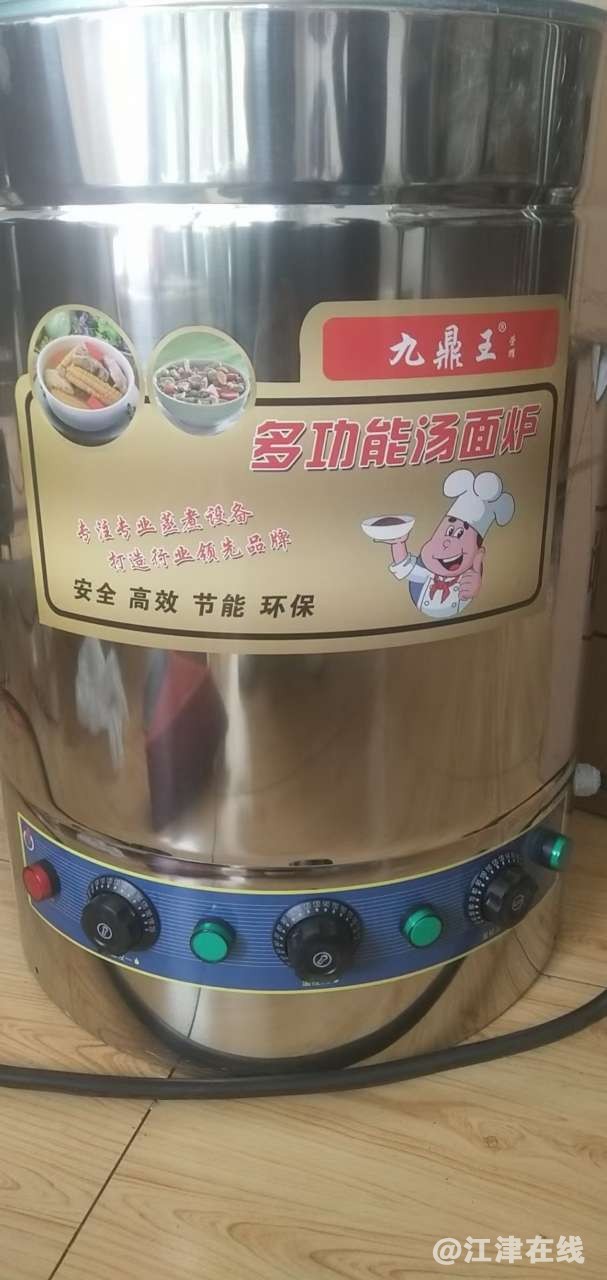 九鼎王®
多功能汤面炉
专注专业蒸煮设备
打造行业领先品牌
安全 高效 节能 环保
@江津在线